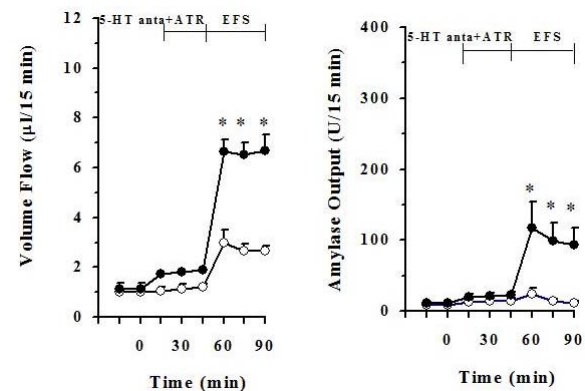 5-HT anta+ATR EFS
12
10
8
6
4
2
0
* * *
Volume Flow (µl/15 min)
0 30 60 90
Time (min)
5-HT anta+ATR EFS
400
300
200
100
0
* * *
Amylase Output (U/15 min)
0 30 60 90
Time (min)